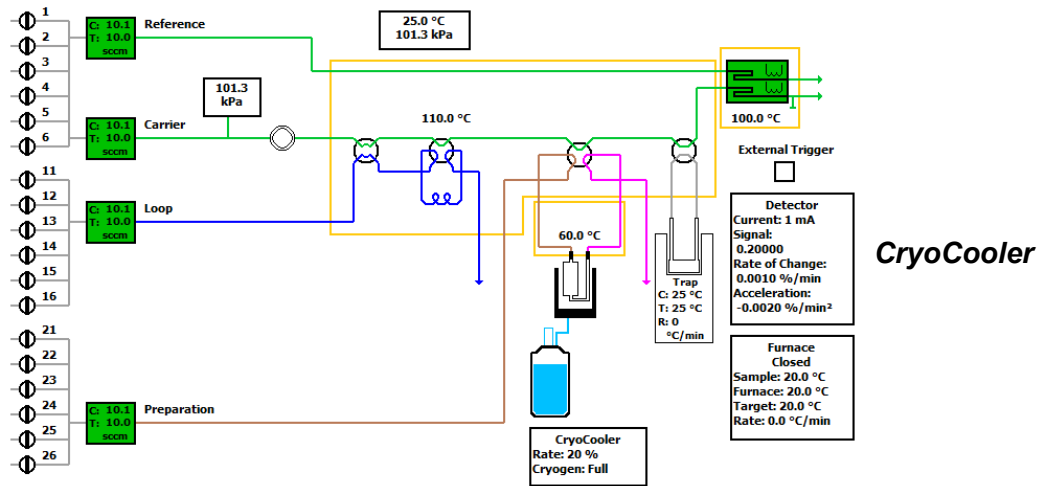 1
2
3
4
5
6
C: 10.1
T: 10.0
sccm
Reference
25.0 °C
101.3 kPa
101.3
kPa
C: 10.1
T: 10.0
sccm
Carrier
110.0 °C
100.0 °C
External Trigger
11
12
13
14
15
16
C: 10.1
T: 10.0
sccm
Loop
60.0 °C
Trap
C: 25 °C
T: 25 °C
R: 0
°C/min
Detector
Current: 1 mA
Signal:
0.20000
Rate of Change:
0.0010 %/min
Acceleration:
-0.0020 %/min²
CryoCooler
21
22
23
24
25
26
C: 10.1
T: 10.0
sccm
Preparation
CryoCooler
Rate: 20 %
Cryogen: Full
Furnace
Closed
Sample: 20.0 °C
Furnace: 20.0 °C
Target: 20.0 °C
Rate: 0.0 °C/min